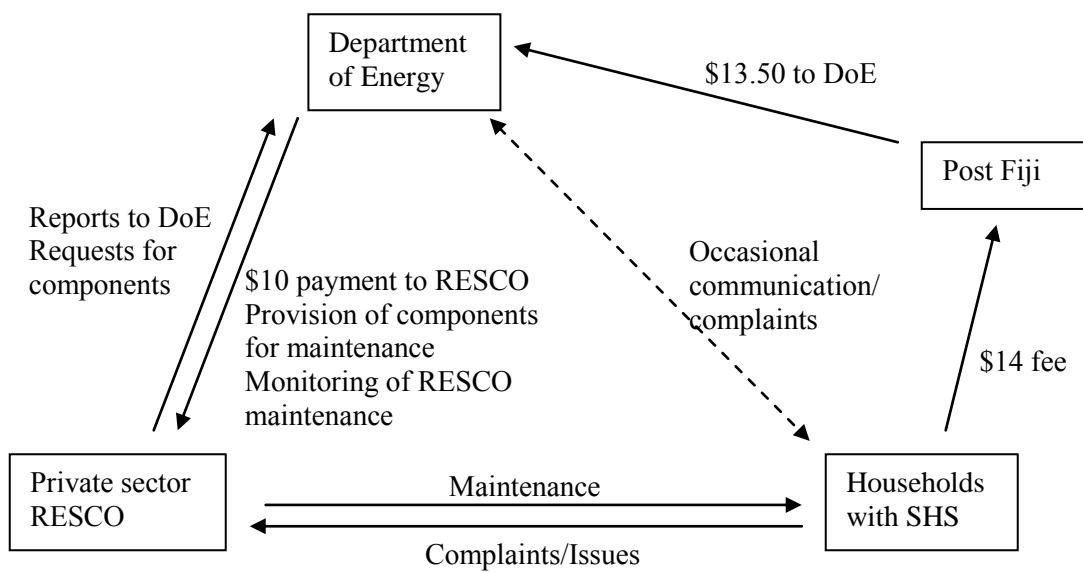 Department
of Energy
$13.50 to DoE
Post Fiji
Reports to DoE
Requests for
components
$10 payment to RESCO
Provision of components
for maintenance
Monitoring of RESCO
maintenance
Occasional
communication/
complaints
$14 fee
Private sector
RESCO
Maintenance
Households
with SHS
Complaints/Issues